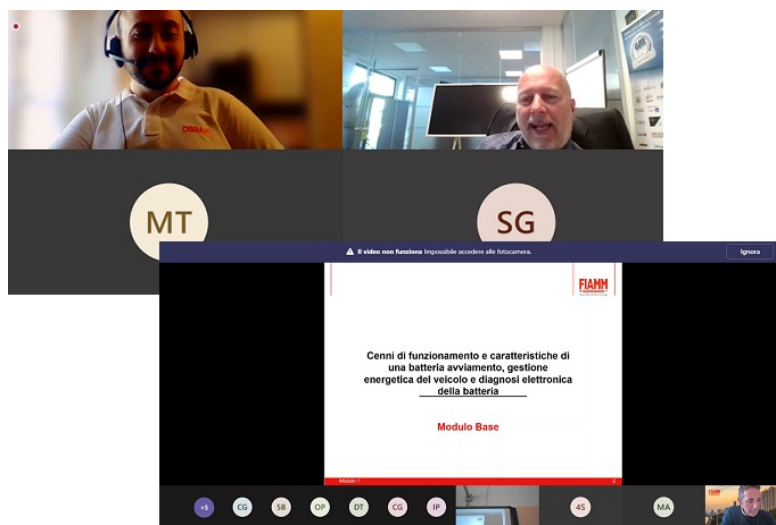 OSRAM
MT
SG
Il video non funziona Impossibile accedere alle fotocamera.
Ignora
FIAMM
Cenni di funzionamento e caratteristiche di
una batteria avviamento, gestione
energetica del veicolo e diagnosi elettronica
della batteria
Modulo Base
Modulo 1
2
+5
CG
SB
OP
DT
CG
IP
4S
MA
FIAMM